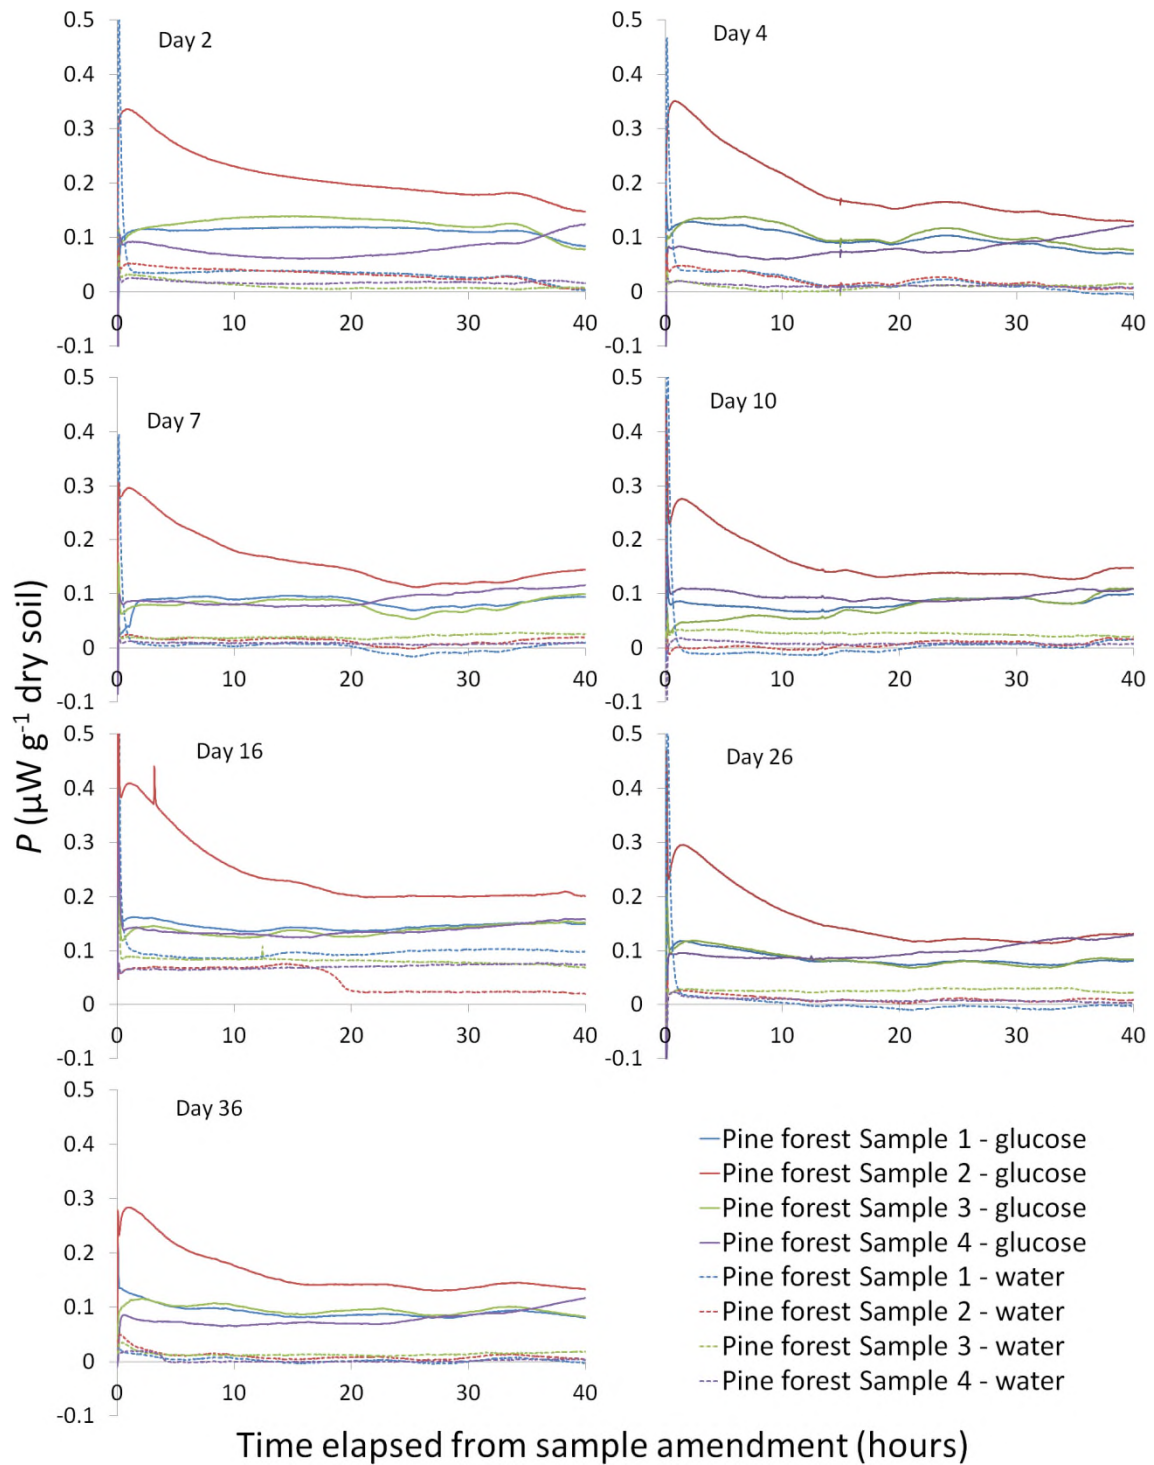 Day 2
0.5
0.4
0.3
0.2
0.1
0
-0.1
0 10 20 30 40
Day 4
0.5
0.4
0.3
0.2
0.1
0
-0.1
0 10 20 30 40
Day 7
0.5
0.4
0.3
0.2
0.1
0
-0.1
0 10 20 30 40
Day 10
0.5
0.4
0.3
0.2
0.1
0
-0.1
0 10 20 30 40
Day 16
0.5
0.4
0.3
0.2
0.1
0
-0.1
0 10 20 30 40
Day 26
0.5
0.4
0.3
0.2
0.1
0
-0.1
0 10 20 30 40
Day 36
0.5
0.4
0.3
0.2
0.1
0
-0.1
0 10 20 30 40
P (µW g⁻¹ dry soil)
Pine forest Sample 1 - glucose
Pine forest Sample 2 - glucose
Pine forest Sample 3 - glucose
Pine forest Sample 4 - glucose
Pine forest Sample 1 - water
Pine forest Sample 2 - water
Pine forest Sample 3 - water
Pine forest Sample 4 - water
Time elapsed from sample amendment (hours)